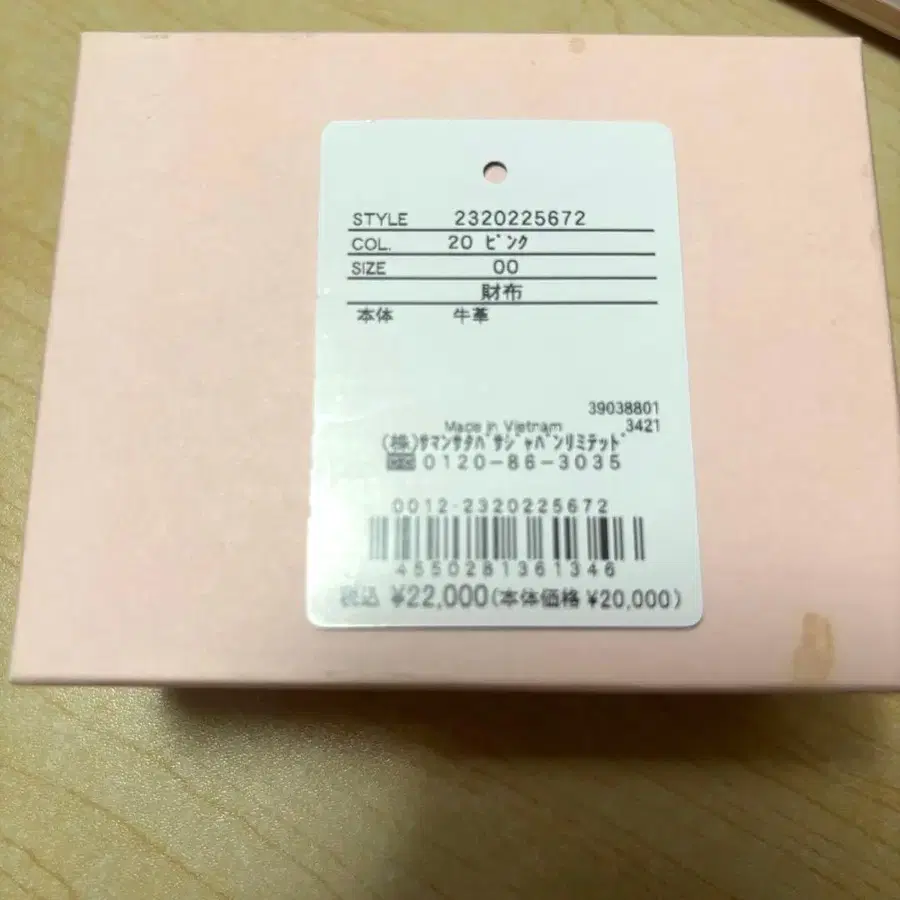 STYLE 2320225672
COL. 20 ピンク
SIZE 00
財布
本体 牛革
39038801
Made in Vietnam 3421
(株)サマンサタバサジャパンリミテッド
0120-86-3035
0012-2320225672
4550281361346
税込 ¥22,000(本体価格 ¥20,000)